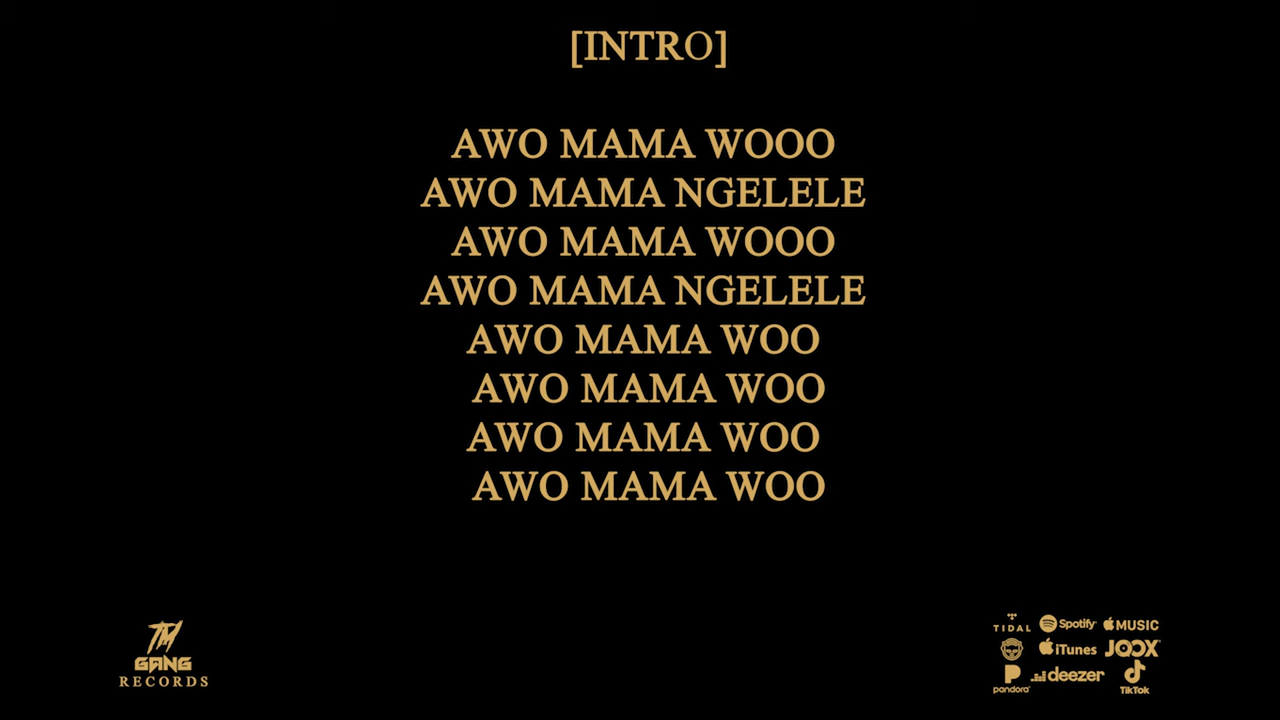 [INTRO]
AWO MAMA WOOO
AWO MAMA NGELELE
AWO MAMA WOOO
AWO MAMA NGELELE
AWO MAMA WOO
AWO MAMA WOO
AWO MAMA WOO
AWO MAMA WOO
TM
GANG
RECORDS
TIDAL Spotify MUSIC
iTunes JOOX
pandora deezer TikTok